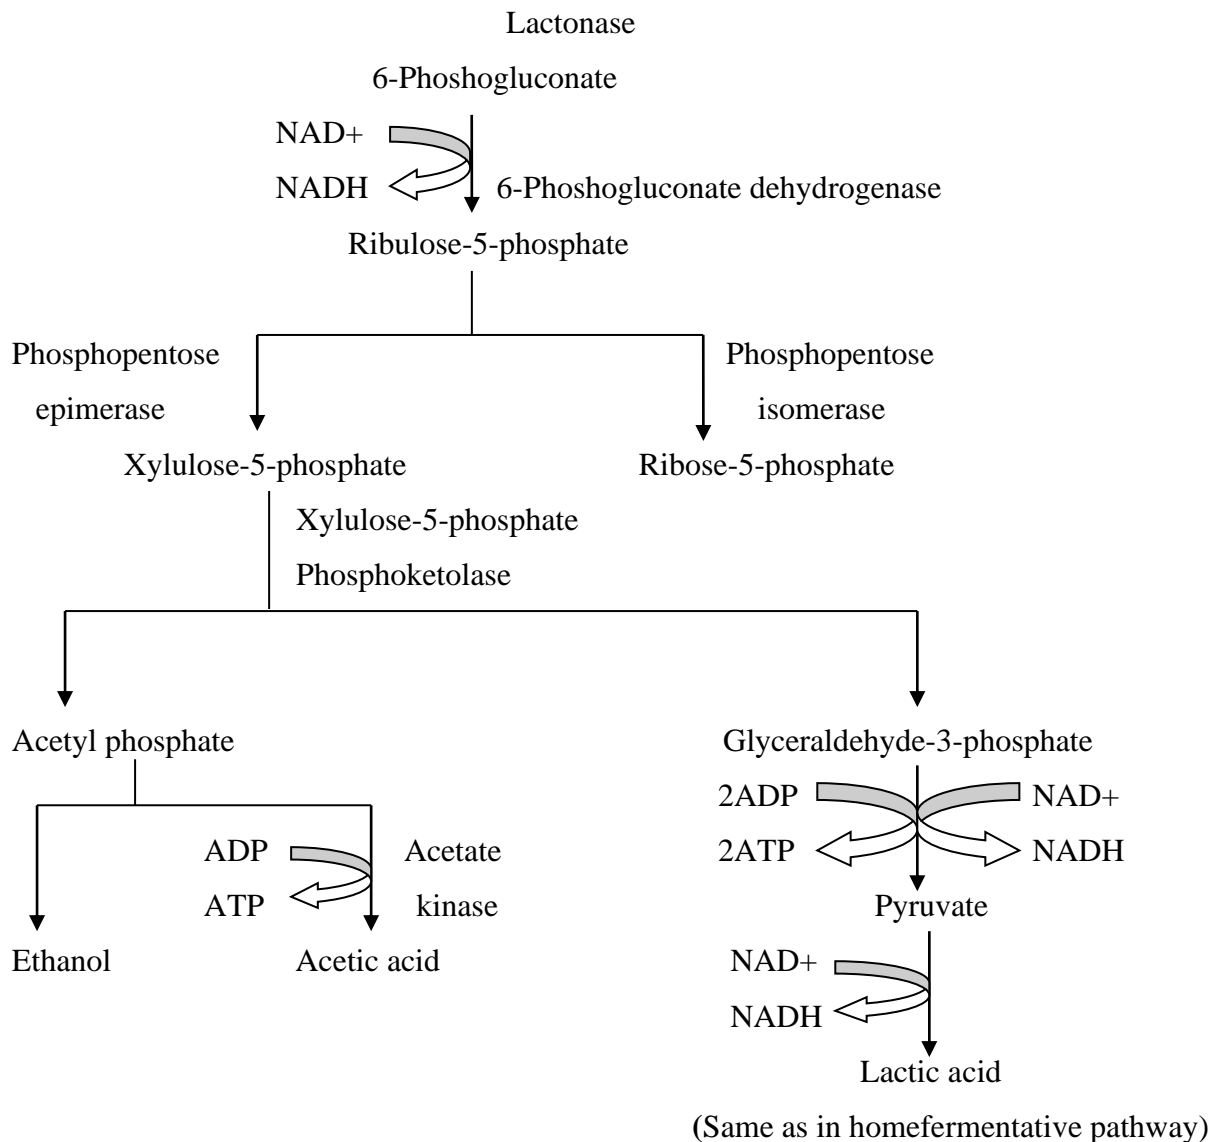 Lactonase
6-Phoshogluconate
NAD+
NADH
6-Phoshogluconate dehydrogenase
Ribulose-5-phosphate
Phosphopentose
epimerase
Phosphopentose
isomerase
Xylulose-5-phosphate
Ribose-5-phosphate
Xylulose-5-phosphate
Phosphoketolase
Acetyl phosphate
Glyceraldehyde-3-phosphate
2ADP
NAD+
2ATP
NADH
ADP
ATP
Acetate
kinase
Pyruvate
Ethanol
Acetic acid
NAD+
NADH
Lactic acid
(Same as in homefermentative pathway)